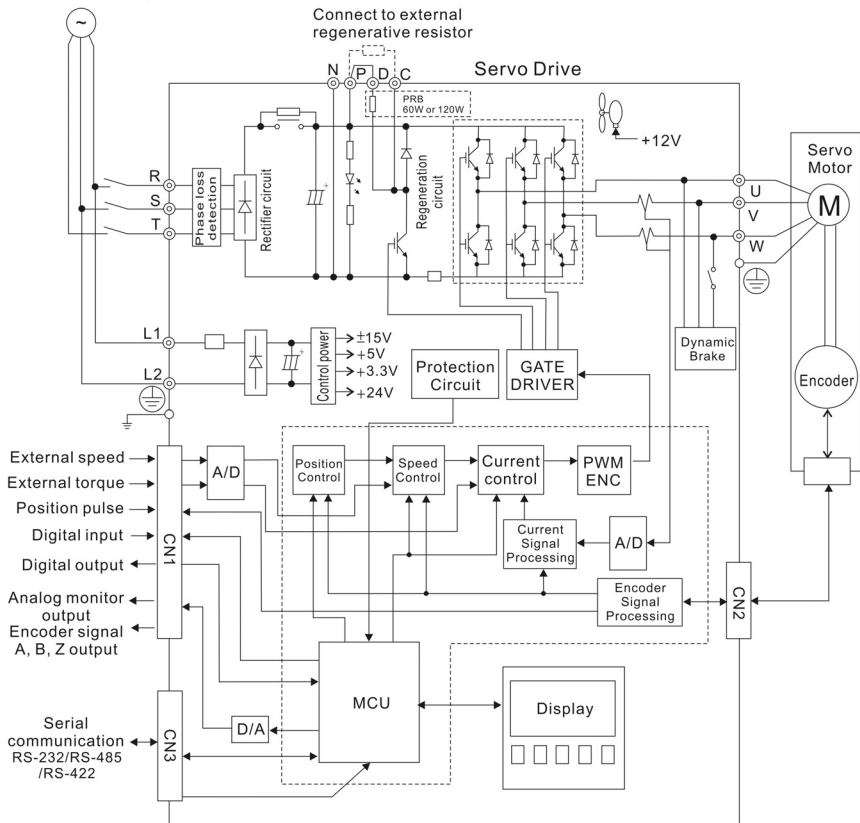 ~
Connect to external
regenerative resistor
N P D C
Servo Drive
PRB
60W or 120W
+12V
Servo
Motor
R
S
T
Phase loss
detection
Rectifier circuit
Regeneration
circuit
U
V
W
M
L1
L2
Control power
±15V
+5V
+3.3V
+24V
Protection
Circuit
GATE
DRIVER
Dynamic
Brake
Encoder
External speed
External torque
Position pulse
Digital input
Digital output
Analog monitor
output
Encoder signal
A, B, Z output
CN1
A/D
Position
Control
Speed
Control
Current
control
PWM
ENC
Current
Signal
Processing
A/D
Encoder
Signal
Processing
CN2
MCU
Display
D/A
Serial
communication
RS-232/RS-485
/RS-422
CN3